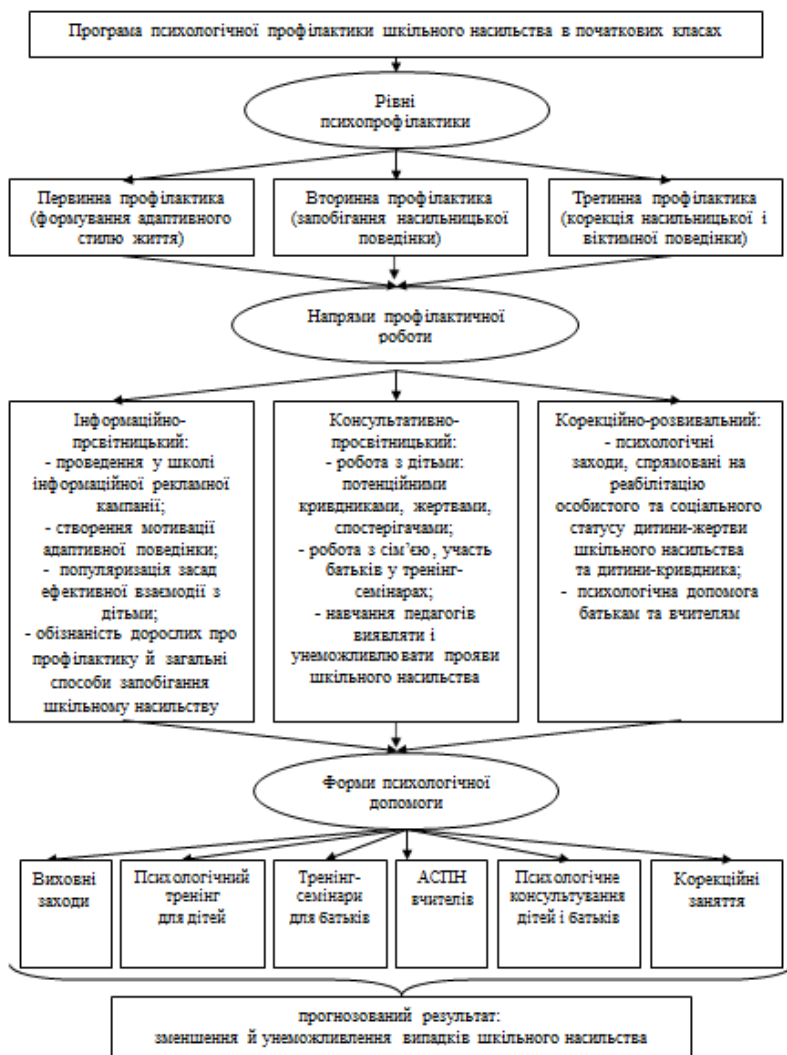 Програма психологічної профілактики шкільного насильства в початкових класах
Рівні
психопрофілактики
Первинна профілактика
(формування адаптивного
стилю життя)
Вторинна профілактика
(запобігання насильницької
поведінки)
Третинна профілактика
(корекція насильницької і
віктимної поведінки)
Напрями профілактичної
роботи
Інформаційно-
прсвітницький:
- проведення у школі
інформаційної рекламної
кампанії;
- створення мотивації
адаптивної поведінки;
- популяризація засад
ефективної взаємодії з
дітьми;
- обізнаність дорослих про
профілактику й загальні
способи запобігання
шкільному насильству
Консультативно-
просвітницький:
- робота з дітьми:
потенційними
кривдниками, жертвами,
спостерігачами;
- робота з сім’єю, участь
батьків у тренінг-
семінарах;
- навчання педагогів
виявляти і
унеможливлювати прояви
шкільного насильства
Корекційно-розвивальний:
- психологічні
заходи, спрямовані на
реабілітацію
особистого та соціального
статусу дитини-жертви
шкільного насильства
та дитини-кривдника;
- психологічна допомога
батькам та вчителям
Форми психологічної
допомоги
Виховні
заходи
Психологічний
тренінг
для дітей
Тренінг-
семінари
для батьків
АСПН
вчителів
Психологічне
консультування
дітей і батьків
Корекційні
заняття
прогнозований результат:
зменшення й унеможливлення випадків шкільного насильства